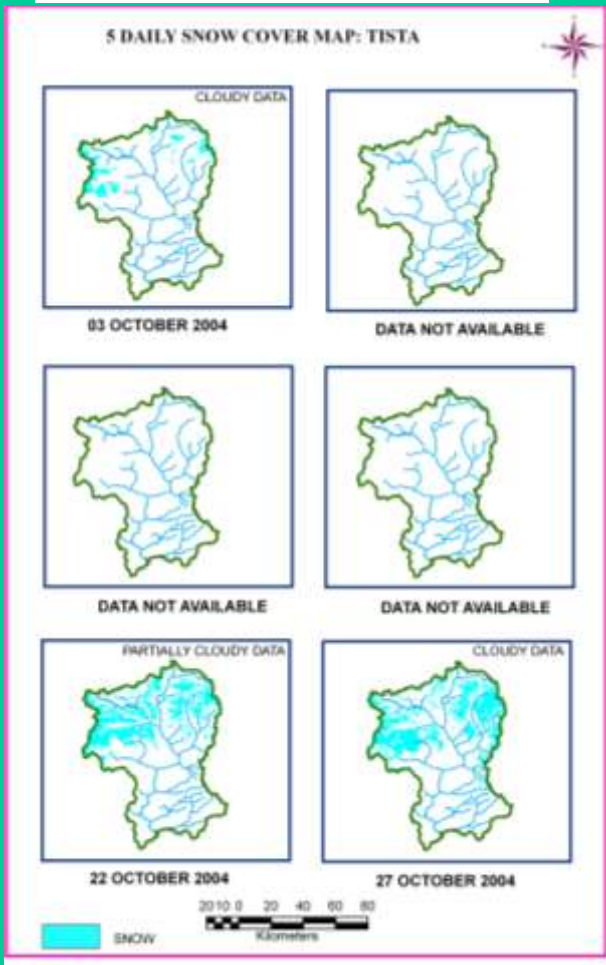 5 DAILY SNOW COVER MAP: TISTA
CLOUDY DATA
03 OCTOBER 2004
DATA NOT AVAILABLE
DATA NOT AVAILABLE
DATA NOT AVAILABLE
PARTIALLY CLOUDY DATA
22 OCTOBER 2004
CLOUDY DATA
27 OCTOBER 2004
20 10 0 20 40 60 80
Kilometers
SNOW